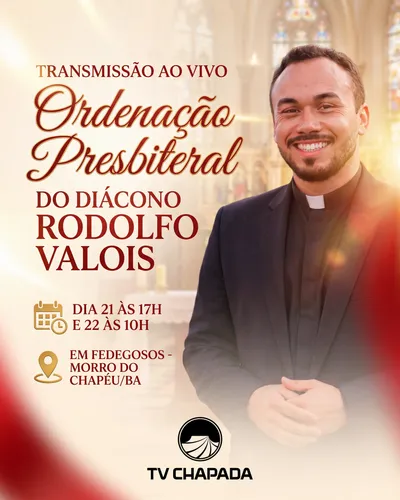 TRANSMISSÃO AO VIVO
Ordenação
Presbiteral
DO DIÁCONO
RODOLFO
VALOIS
DIA 21 ÀS 17H
E 22 ÀS 10H
EM FEDEGOSOS -
MORRO DO
CHAPÉU/BA
TV CHAPADA